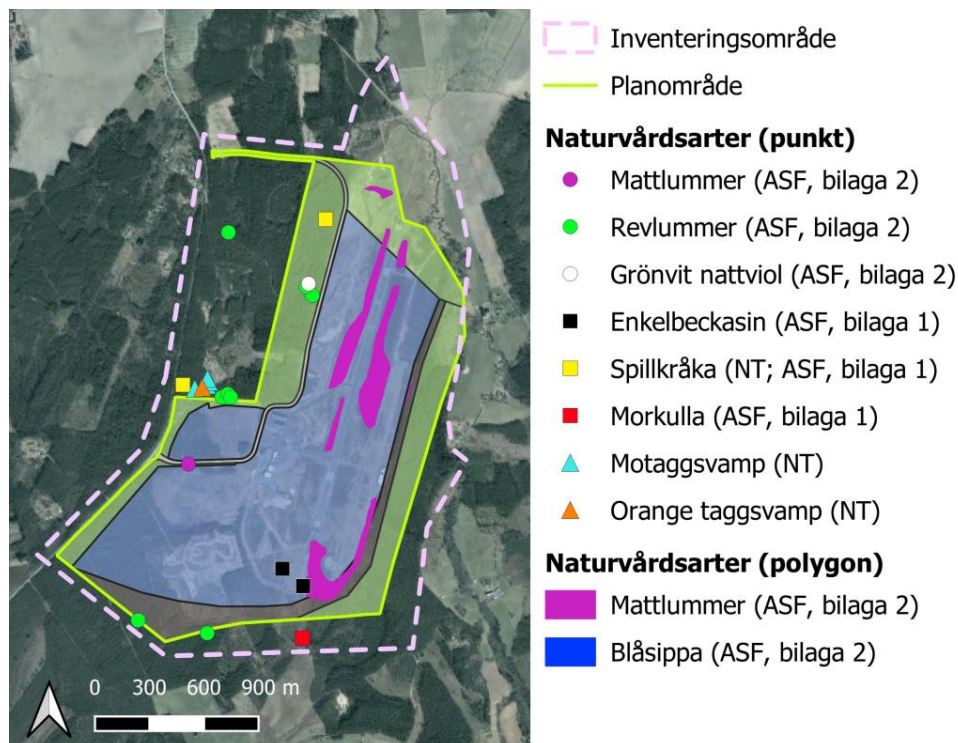 Inventeringsområde
Planområde
Naturvårdsarter (punkt)
Mattlummer (ASF, bilaga 2)
Revlummer (ASF, bilaga 2)
Grönvit nattviol (ASF, bilaga 2)
Enkelbeckasin (ASF, bilaga 1)
Spillkråka (NT; ASF, bilaga 1)
Morkulla (ASF, bilaga 1)
Motaggsvamp (NT)
Orange taggsvamp (NT)
Naturvårdsarter (polygon)
Mattlummer (ASF, bilaga 2)
Blåsippa (ASF, bilaga 2)
0 300 600 900 m